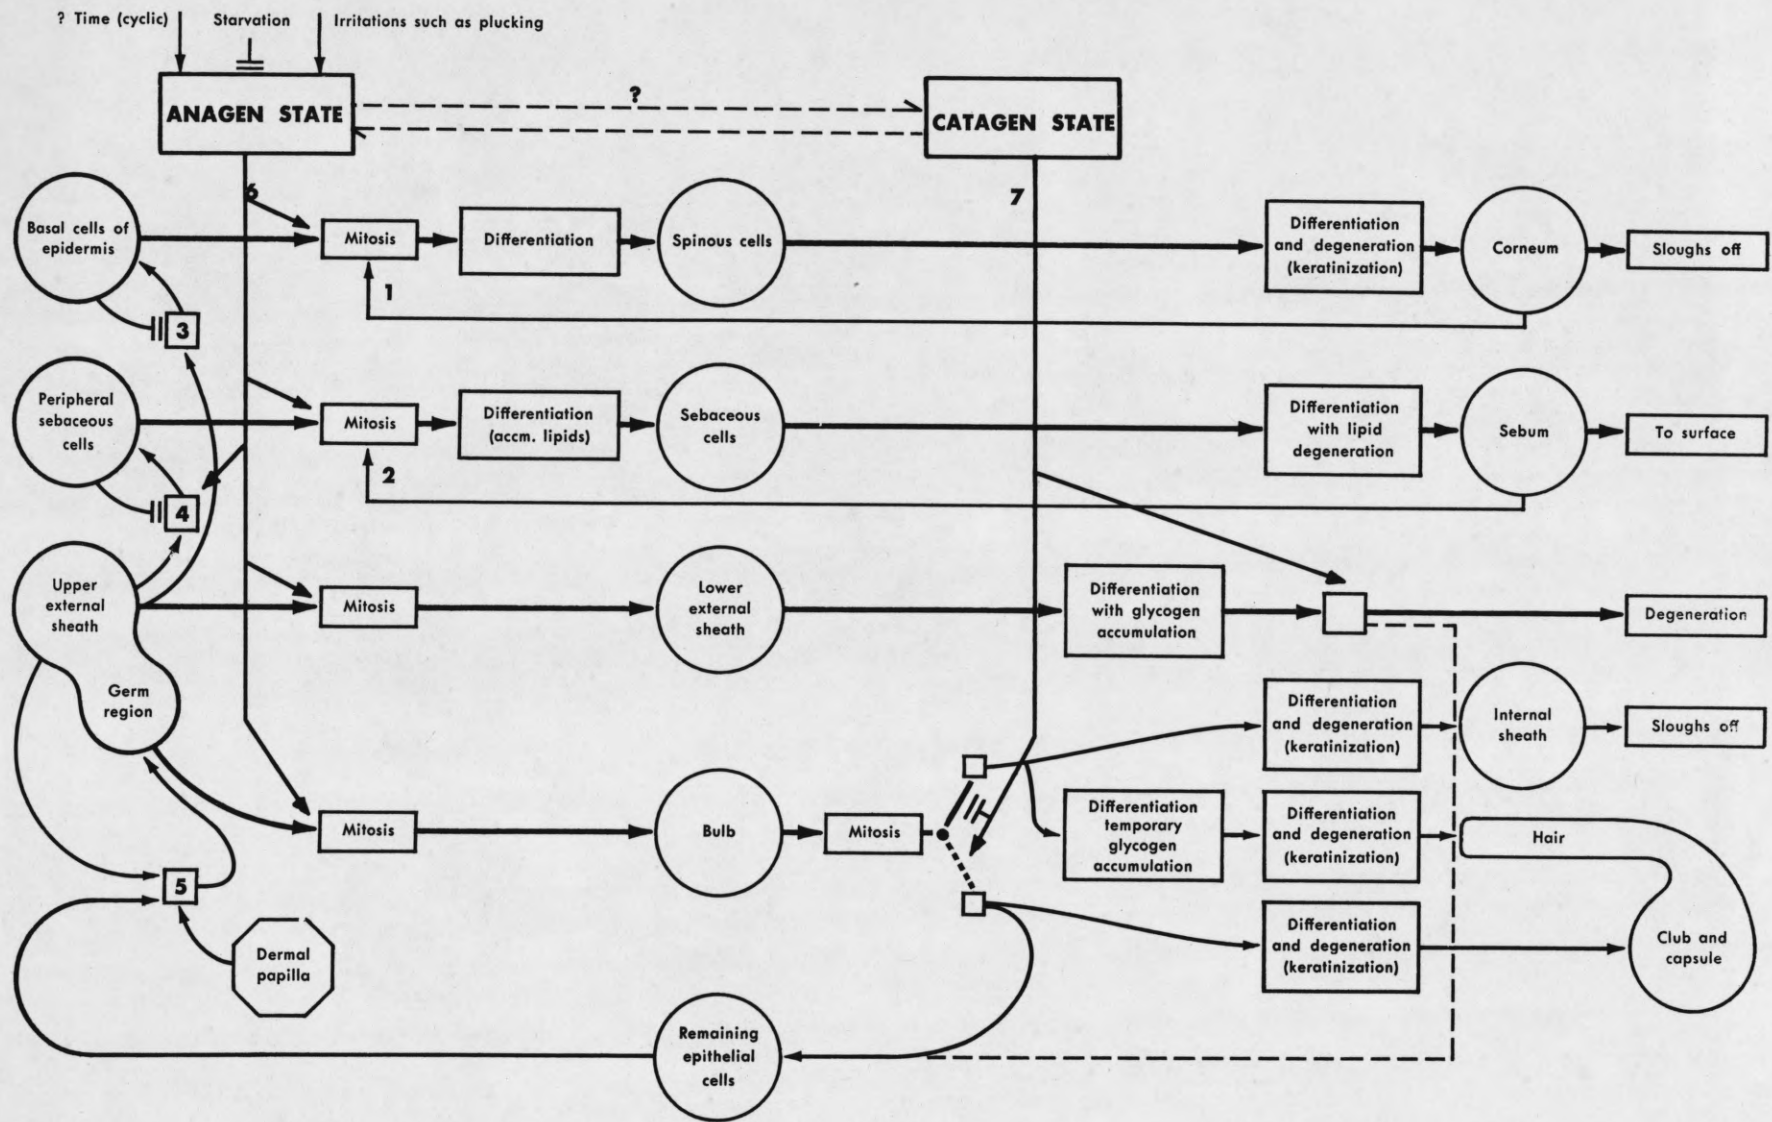 ? Time (cyclic)
Starvation
Irritations such as plucking
ANAGEN STATE
?
CATAGEN STATE
6
7
Basal cells of
epidermis
Mitosis
Differentiation
Spinous cells
Differentiation
and degeneration
(keratinization)
Corneum
Sloughs off
1
3
Peripheral
sebaceous
cells
Mitosis
Differentiation
(accm. lipids)
Sebaceous
cells
Differentiation
with lipid
degeneration
Sebum
To surface
2
4
Upper
external
sheath
Mitosis
Lower
external
sheath
Differentiation
with glycogen
accumulation
Degeneration
Germ
region
Differentiation
and degeneration
(keratinization)
Internal
sheath
Sloughs off
Mitosis
Bulb
Mitosis
Differentiation
temporary
glycogen
accumulation
Differentiation
and degeneration
(keratinization)
Hair
5
Dermal
papilla
Differentiation
and degeneration
(keratinization)
Club and
capsule
Remaining
epithelial
cells